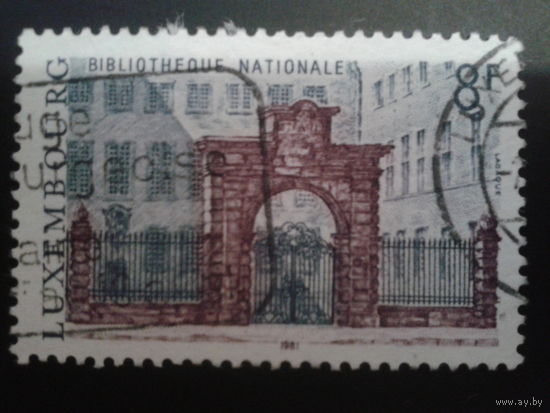 BIBLIOTHEQUE NATIONALE
8F
LUXEMBOURG
1981
www.ay.by